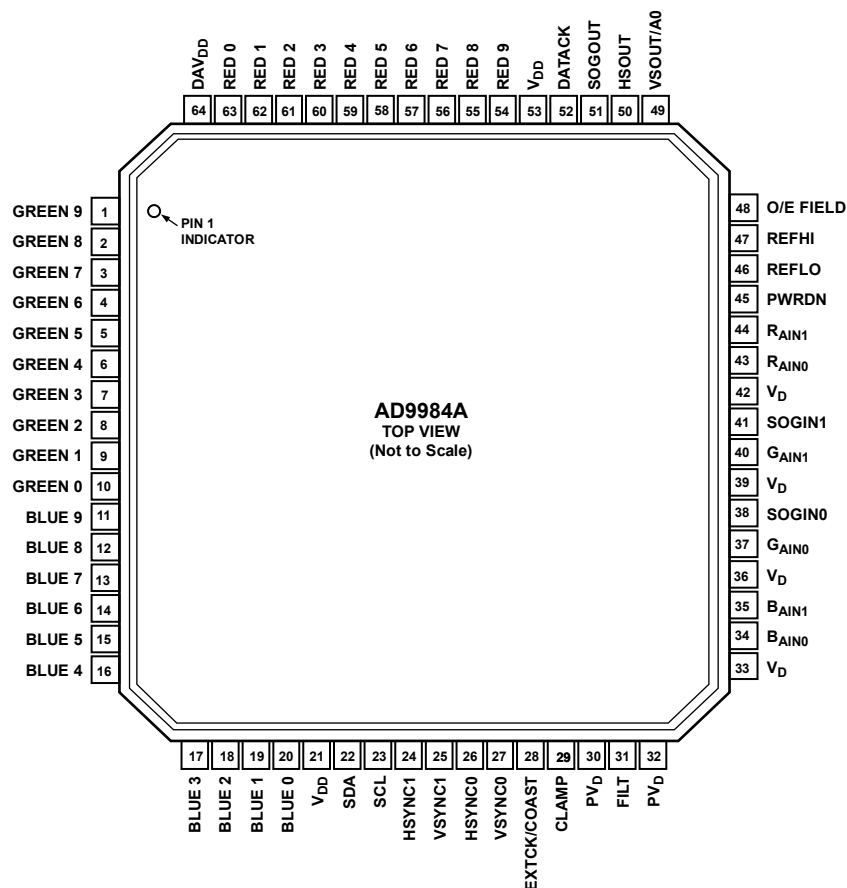 DAVDD
RED 0
RED 1
RED 2
RED 3
RED 4
RED 5
RED 6
RED 7
RED 8
RED 9
VDD
DATACK
SOGOUT
HSOUT
VSOUT/A0
64 63 62 61 60 59 58 57 56 55 54 53 52 51 50 49
GREEN 9 1
GREEN 8 2
GREEN 7 3
GREEN 6 4
GREEN 5 5
GREEN 4 6
GREEN 3 7
GREEN 2 8
GREEN 1 9
GREEN 0 10
BLUE 9 11
BLUE 8 12
BLUE 7 13
BLUE 6 14
BLUE 5 15
BLUE 4 16
PIN 1
INDICATOR
AD9984A
TOP VIEW
(Not to Scale)
48 O/E FIELD
47 REFHI
46 REFLO
45 PWRDN
44 RAIN1
43 RAIN0
42 VD
41 SOGIN1
40 GAIN1
39 VD
38 SOGIN0
37 GAIN0
36 VD
35 BAIN1
34 BAIN0
33 VD
17 18 19 20 21 22 23 24 25 26 27 28 29 30 31 32
BLUE 3
BLUE 2
BLUE 1
BLUE 0
VDD
SDA
SCL
HSYNC1
VSYNC1
HSYNC0
VSYNC0
EXTCK/COAST
CLAMP
PVD
FILT
PVD